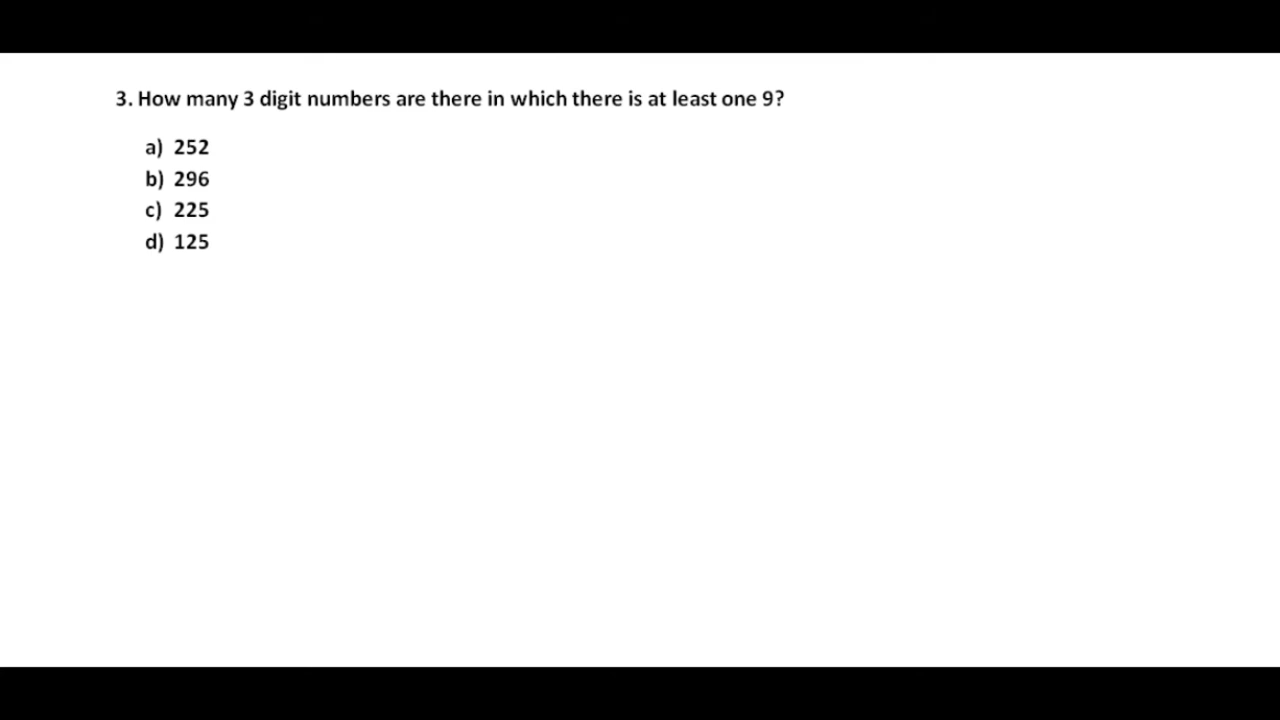 3. How many 3 digit numbers are there in which there is at least one 9?
a) 252
b) 296
c) 225
d) 125